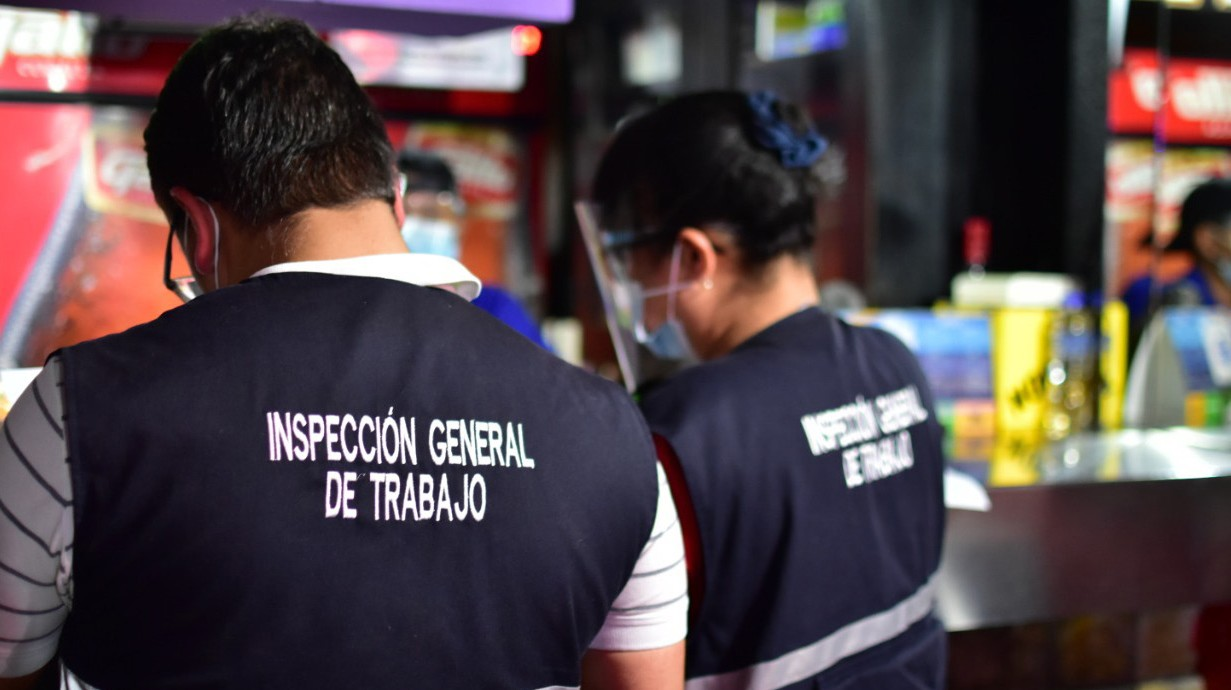 INSPECCIÓN GENERAL
DE TRABAJO
INSPECCIÓN GENERAL
DE TRABAJO